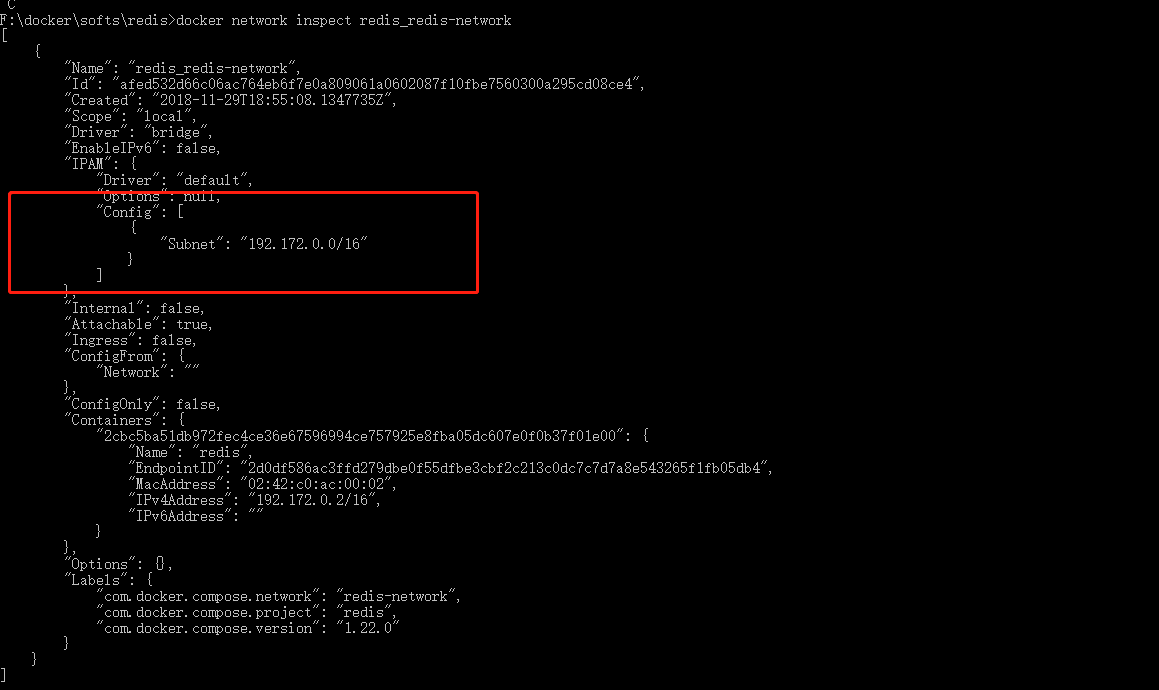 C
F:\docker\softs\redis>docker network inspect redis_redis-network
[
    {
        "Name": "redis_redis-network",
        "Id": "afed532d66c06ac764eb6f7e0a809061a0602087f10fbe7560300a295cd08ce4",
        "Created": "2018-11-29T18:55:08.1347735Z",
        "Scope": "local",
        "Driver": "bridge",
        "EnableIPv6": false,
        "IPAM": {
            "Driver": "default",
            "Options": null,
            "Config": [
                {
                    "Subnet": "192.172.0.0/16"
                }
            ]
        },
        "Internal": false,
        "Attachable": true,
        "Ingress": false,
        "ConfigFrom": {
            "Network": ""
        },
        "ConfigOnly": false,
        "Containers": {
            "2cbc5ba51db972fec4ce36e67596994ce757925e8fba05dc607e0f0b37f01e00": {
                "Name": "redis",
                "EndpointID": "2d0df586ac3ffd279dbe0f55dfbe3cbf2c213c0dc7c7d7a8e543265f1fb05db4",
                "MacAddress": "02:42:c0:ac:00:02",
                "IPv4Address": "192.172.0.2/16",
                "IPv6Address": ""
            }
        },
        "Options": {},
        "Labels": {
            "com.docker.compose.network": "redis-network",
            "com.docker.compose.project": "redis",
            "com.docker.compose.version": "1.22.0"
        }
    }
]